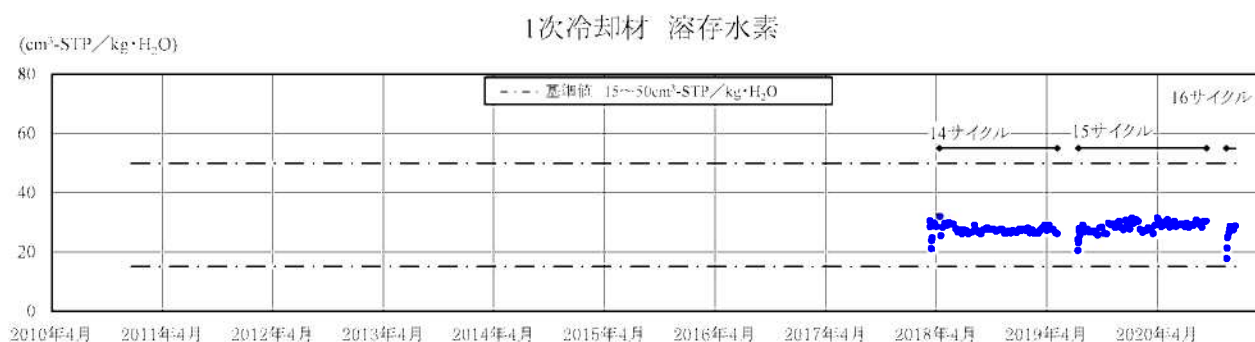 1次冷却材 溶存水素
(cm³-STP／kg・H₂O)
基準値 15～50cm³-STP／kg・H₂O
16サイクル
14サイクル
15サイクル
80
60
40
20
0
2010年4月 2011年4月 2012年4月 2013年4月 2014年4月 2015年4月 2016年4月 2017年4月 2018年4月 2019年4月 2020年4月